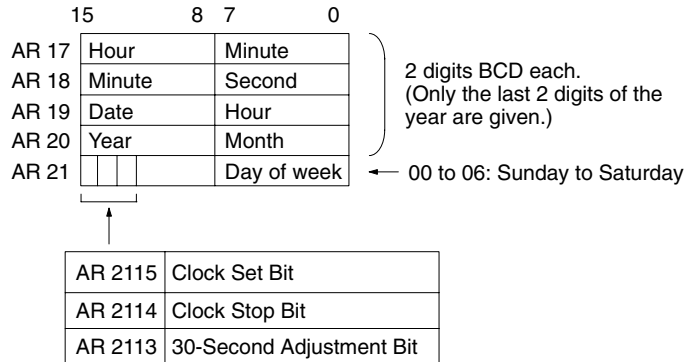 15 8 7 0
AR 17 Hour Minute
AR 18 Minute Second
AR 19 Date Hour
AR 20 Year Month
AR 21 Day of week
2 digits BCD each.
(Only the last 2 digits of the
year are given.)
00 to 06: Sunday to Saturday
AR 2115 Clock Set Bit
AR 2114 Clock Stop Bit
AR 2113 30-Second Adjustment Bit